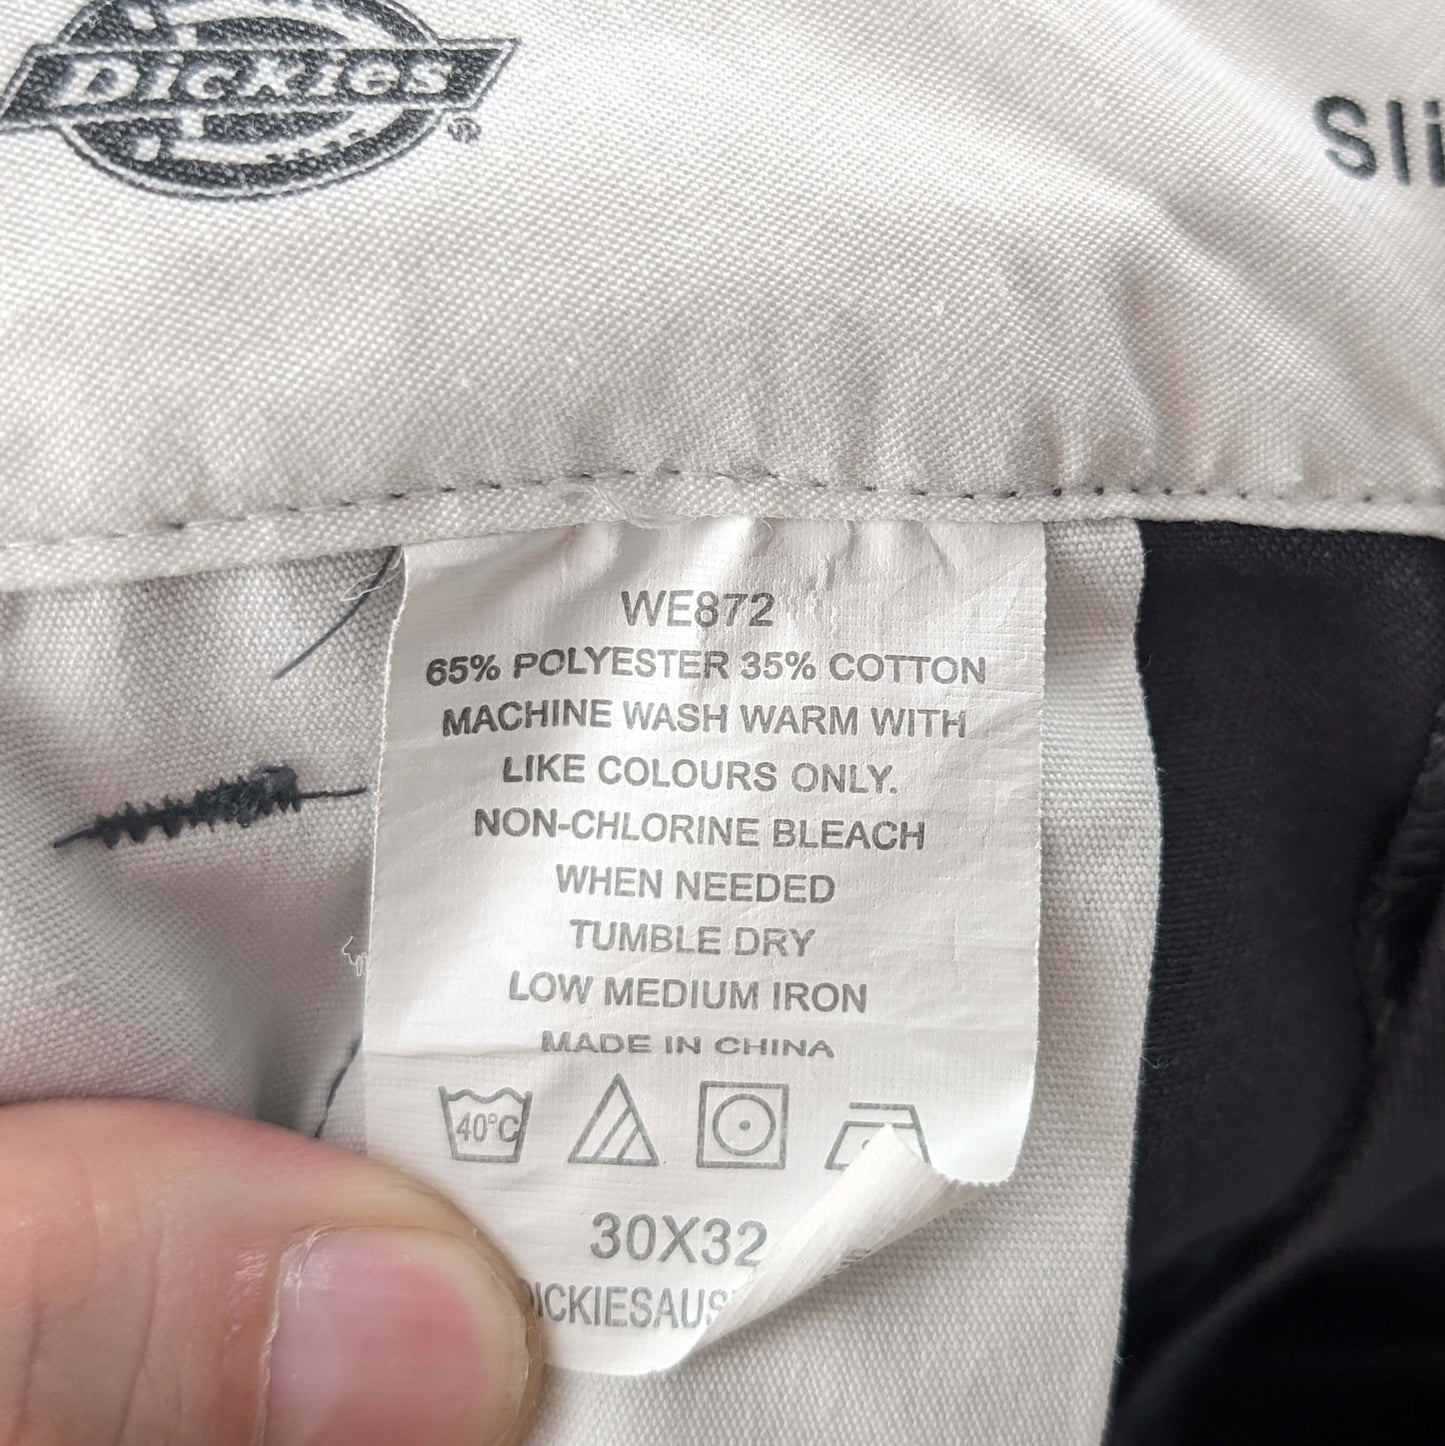 Dickies®
Sli
WE872
65% POLYESTER 35% COTTON
MACHINE WASH WARM WITH
LIKE COLOURS ONLY.
NON-CHLORINE BLEACH
WHEN NEEDED
TUMBLE DRY
LOW MEDIUM IRON
MADE IN CHINA
40°C
30X32
DICKIESAUS